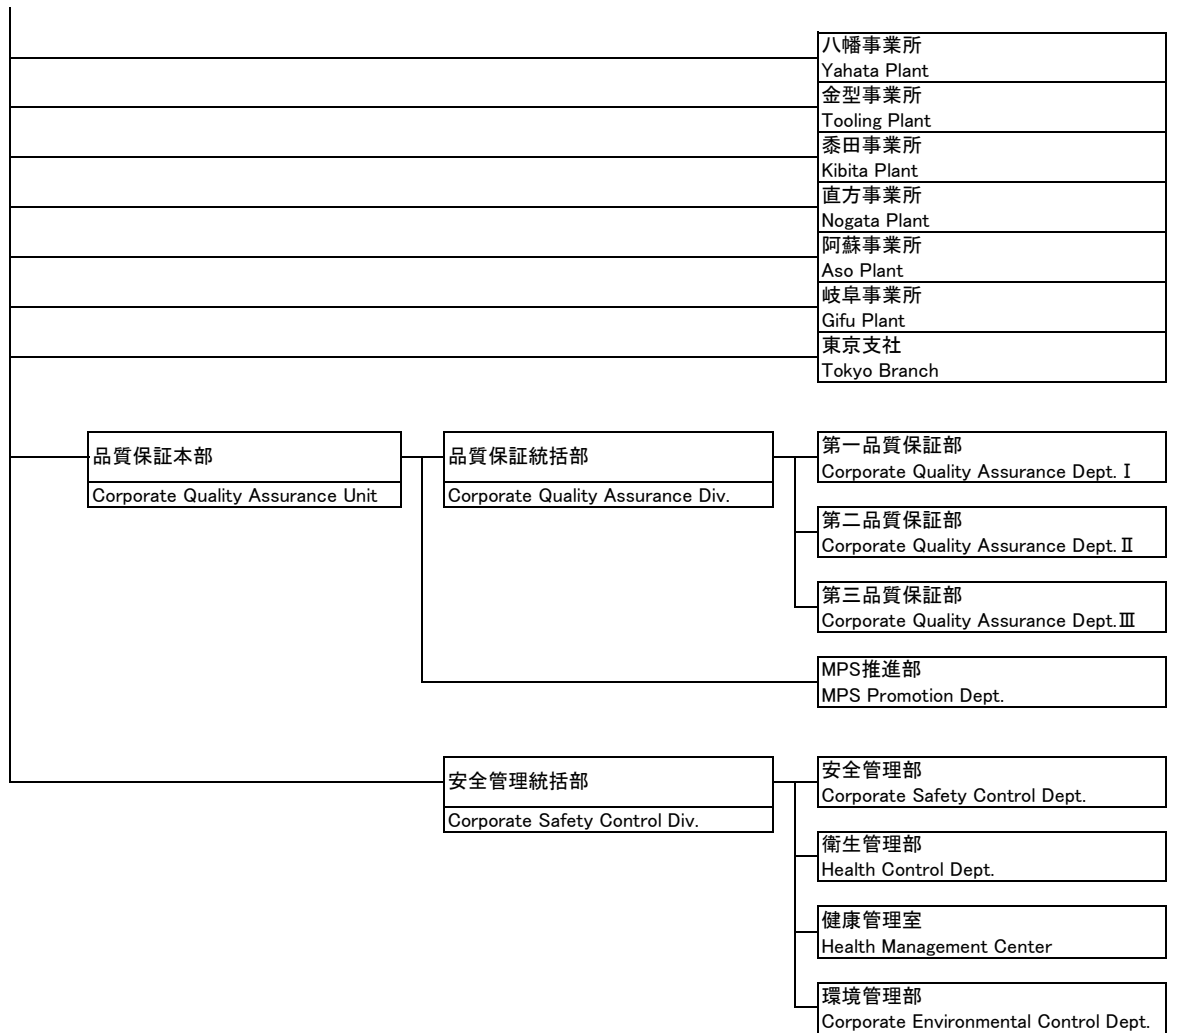 八幡事業所
Yahata Plant
金型事業所
Tooling Plant
黍田事業所
Kibita Plant
直方事業所
Nogata Plant
阿蘇事業所
Aso Plant
岐阜事業所
Gifu Plant
東京支社
Tokyo Branch
品質保証本部
Corporate Quality Assurance Unit
品質保証統括部
Corporate Quality Assurance Div.
第一品質保証部
Corporate Quality Assurance Dept. Ⅰ
第二品質保証部
Corporate Quality Assurance Dept. Ⅱ
第三品質保証部
Corporate Quality Assurance Dept.Ⅲ
MPS推進部
MPS Promotion Dept.
安全管理統括部
Corporate Safety Control Div.
安全管理部
Corporate Safety Control Dept.
衛生管理部
Health Control Dept.
健康管理室
Health Management Center
環境管理部
Corporate Environmental Control Dept.